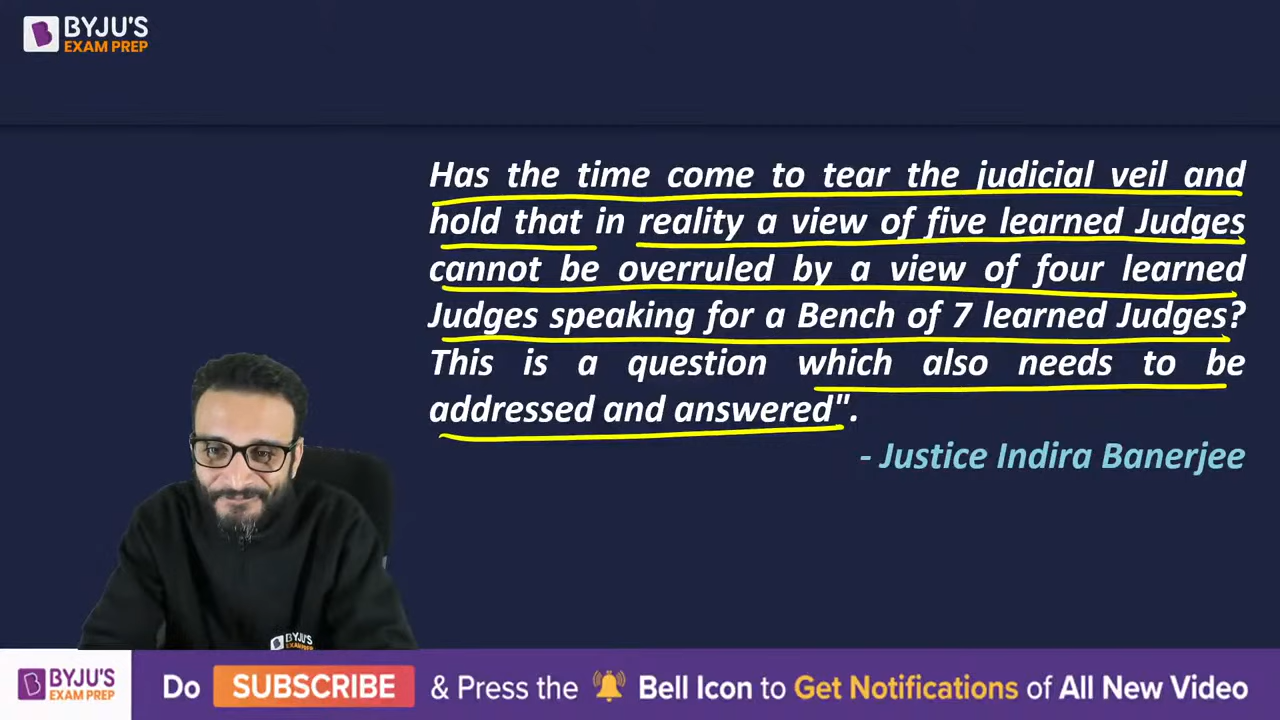 BYJU'S
EXAM PREP
Has the time come to tear the judicial veil and
hold that in reality a view of five learned Judges
cannot be overruled by a view of four learned
Judges speaking for a Bench of 7 learned Judges?
This is a question which also needs to be
addressed and answered".
- Justice Indira Banerjee
BYJU'S
EXAM PREP
BYJU'S
EXAM PREP
Do SUBSCRIBE & Press the Bell Icon to Get Notifications of All New Video